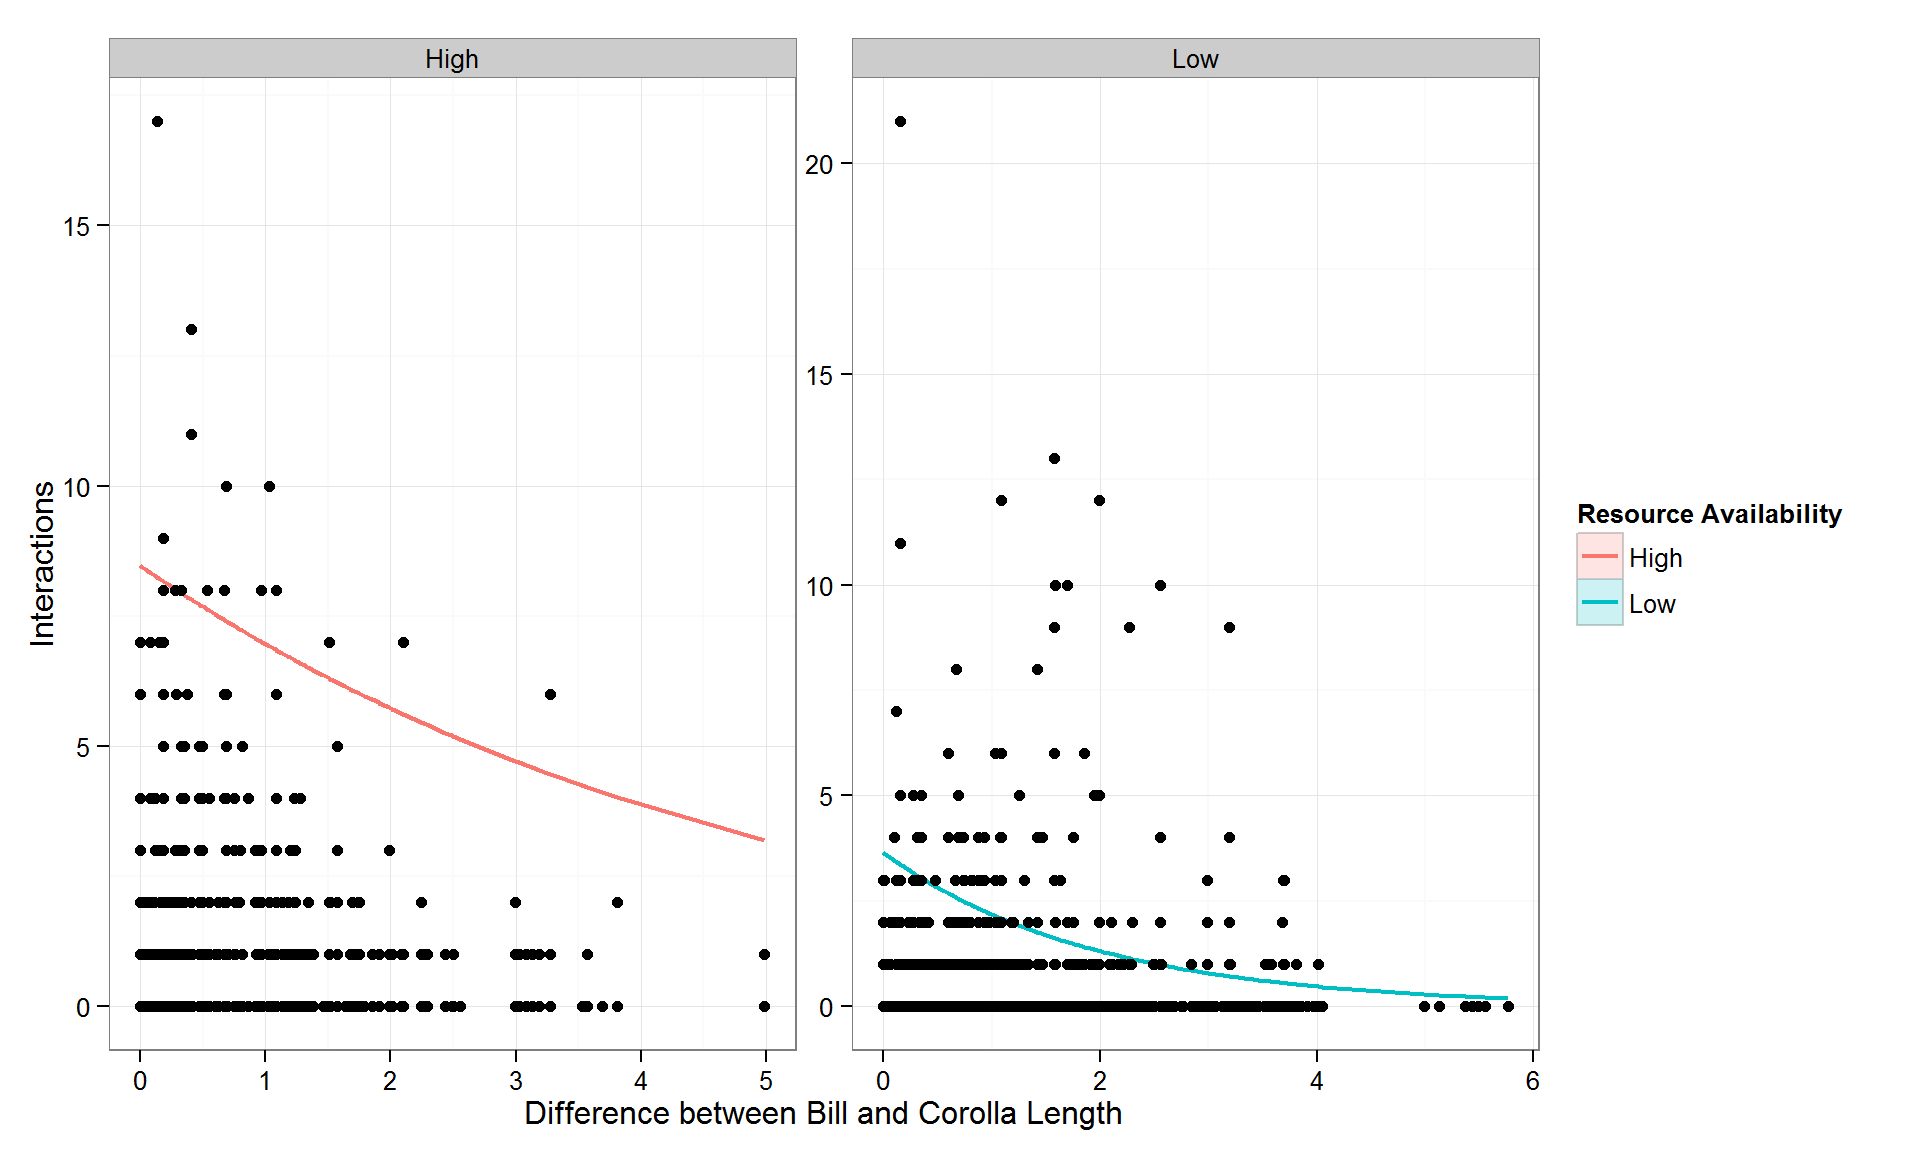 High
Low
Interactions
15
10
5
0
20
15
10
5
0
0 1 2 3 4 5
0 2 4 6
Difference between Bill and Corolla Length
Resource Availability
High
Low